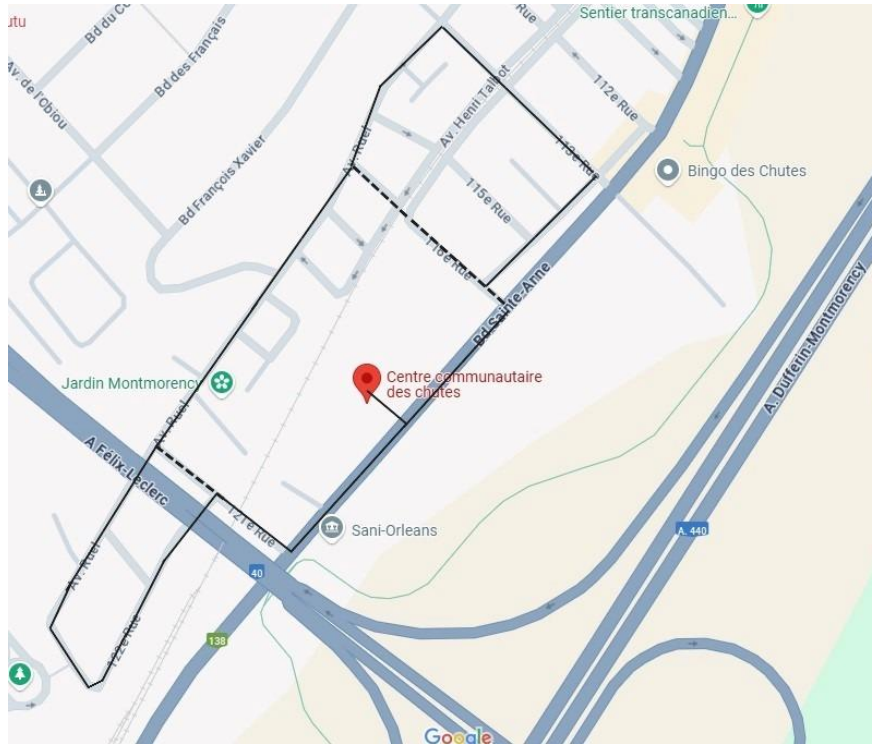 utu
Bd du Co
Bd des Français
Av. de l'Obiou
Bd François Xavier
Rue
Sentier transcanadien...
112e Rue
Av. Henri Talbot
Av. Ruel
113e Rue
115e Rue
Bingo des Chutes
116e Rue
Bd Sainte-Anne
A. Dufferin-Montmorency
Centre communautaire
des chutes
Jardin Montmorency
Av. Ruel
A Félix-Leclerc
121e Rue
Sani-Orleans
A. 440
40
Av. Ruel
122e Rue
138
Google